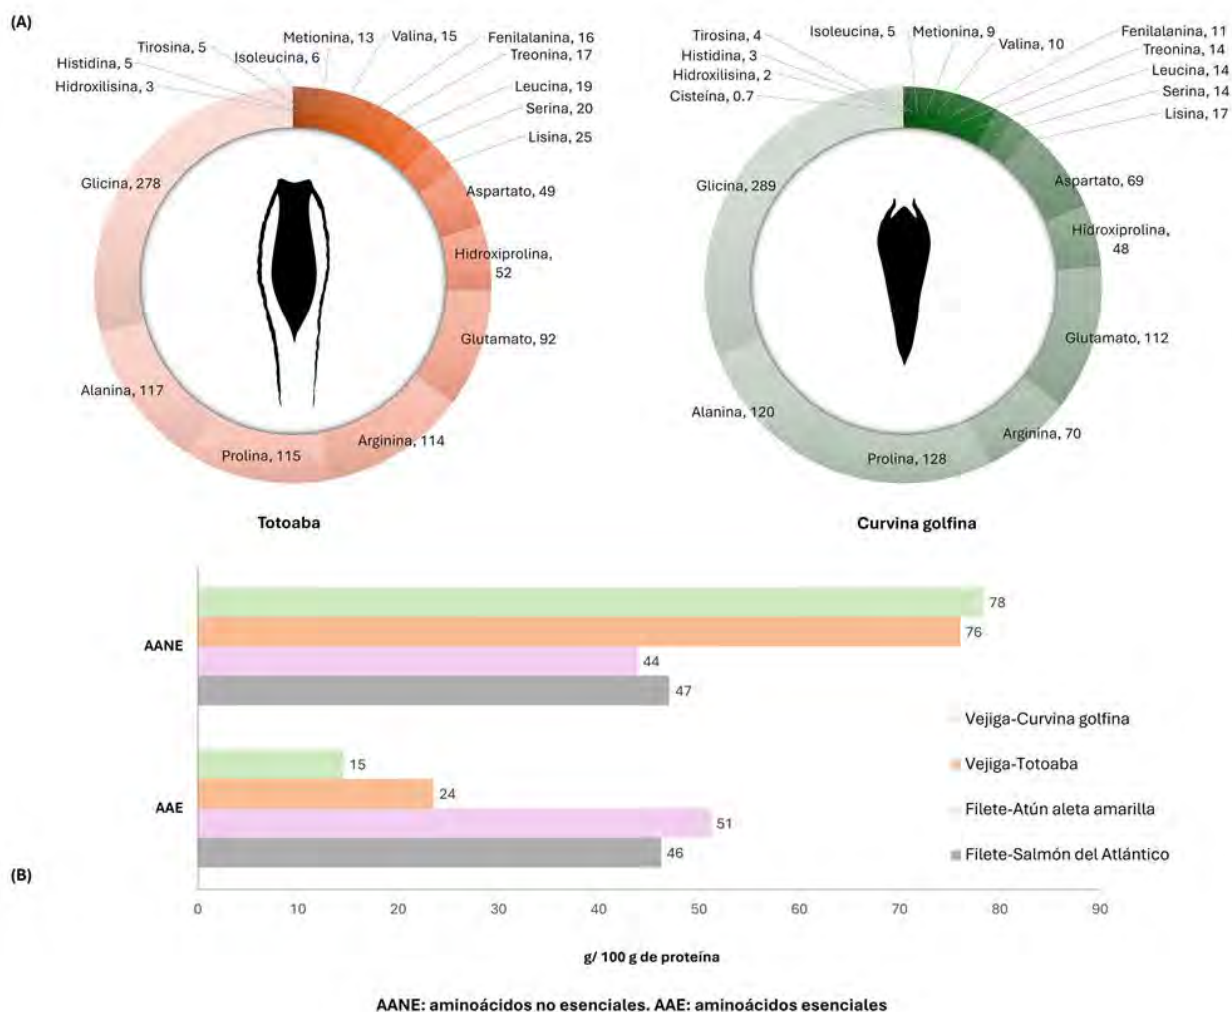 (A)
Tirosina, 5
Histidina, 5
Hidroxilisina, 3
Isoleucina, 6
Metionina, 13
Valina, 15
Fenilalanina, 16
Treonina, 17
Leucina, 19
Serina, 20
Lisina, 25
Aspartato, 49
Hidroxiprolina,
52
Glutamato, 92
Arginina, 114
Prolina, 115
Alanina, 117
Glicina, 278
Totoaba
Tirosina, 4
Histidina, 3
Hidroxilisina, 2
Cisteína, 0.7
Isoleucina, 5
Metionina, 9
Valina, 10
Fenilalanina, 11
Treonina, 14
Leucina, 14
Serina, 14
Lisina, 17
Aspartato, 69
Hidroxiprolina,
48
Glutamato, 112
Arginina, 70
Prolina, 128
Alanina, 120
Glicina, 289
Curvina golfina
AANE
78
76
44
47
AAE
15
24
51
46
Vejiga-Curvina golfina
Vejiga-Totoaba
Filete-Atún aleta amarilla
Filete-Salmón del Atlántico
(B)
0 10 20 30 40 50 60 70 80 90
g/ 100 g de proteína
AANE: aminoácidos no esenciales. AAE: aminoácidos esenciales